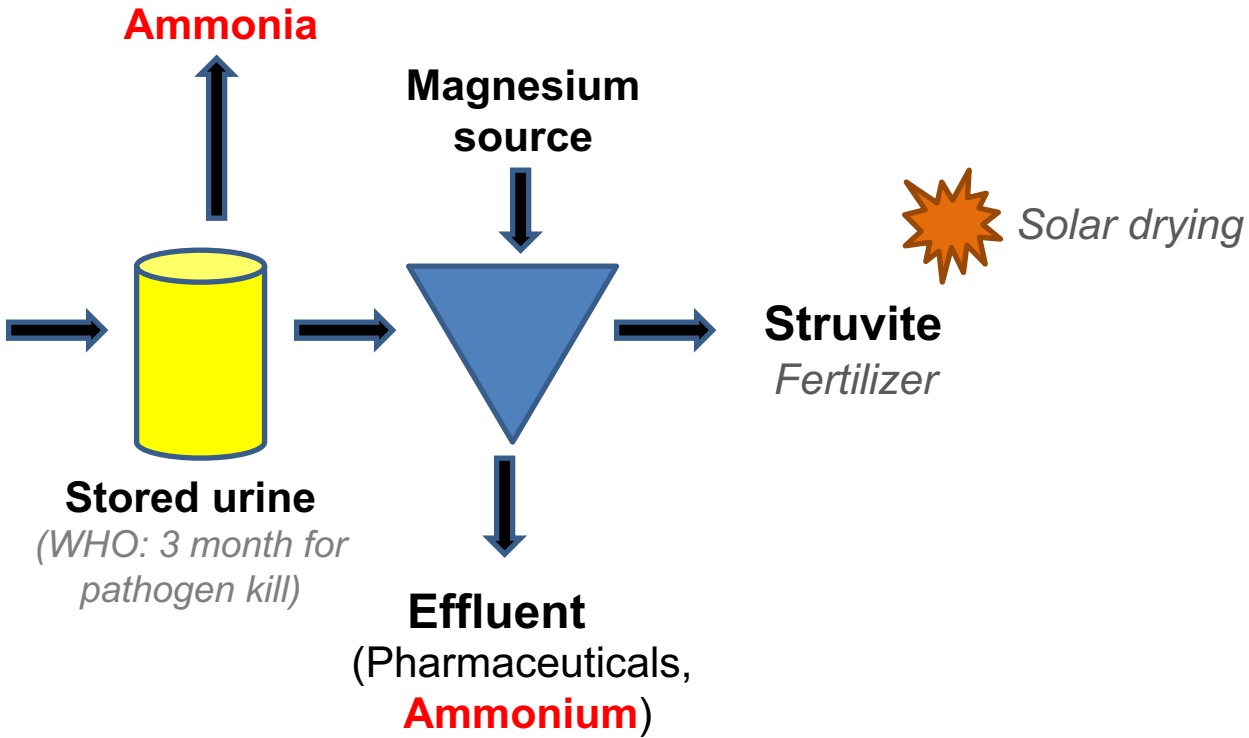 Ammonia
Magnesium
source
Solar drying
Struvite
Fertilizer
Stored urine
(WHO: 3 month for
pathogen kill)
Effluent
(Pharmaceuticals,
Ammonium)